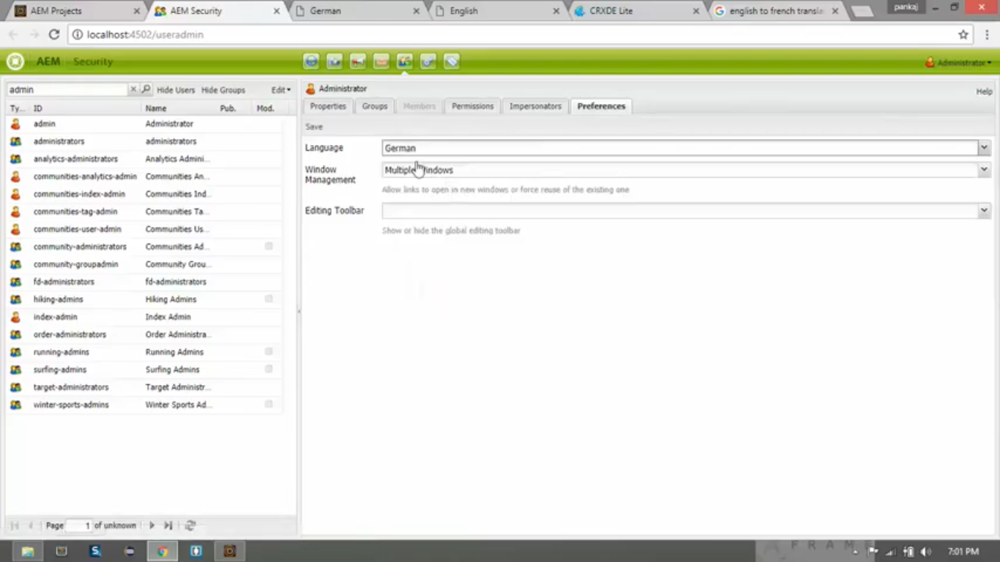 AEM Projects
AEM Security
German
English
CRXDE Lite
english to french transla
pankaj
localhost:4502/useradmin
AEM Security
Administrator
admin
Hide Users Hide Groups Edit
Ty... ID Name Pub. Mod.
admin Administrator
administrators administrators
analytics-administrators Analytics Admini...
communities-analytics-admin Communities An...
communities-index-admin Communities Ind...
communities-tag-admin Communities Ta...
communities-user-admin Communities Us...
community-administrators Communities Ad...
community-groupadmin Community Grou...
fd-administrators fd-administrators
hiking-admins Hiking Admins
index-admin Index Admin
order-administrators Order Administra...
running-admins Running Admins
surfing-admins Surfing Admins
target-administrators Target Administr...
winter-sports-admins Winter Sports Ad...
Page 1 of unknown
Administrator
Help
Properties Groups Members Permissions Impersonators Preferences
Save
Language German
Window Management Multiple Windows
Allow links to open in new windows or force reuse of the existing one
Editing Toolbar
Show or hide the global editing toolbar
7:01 PM